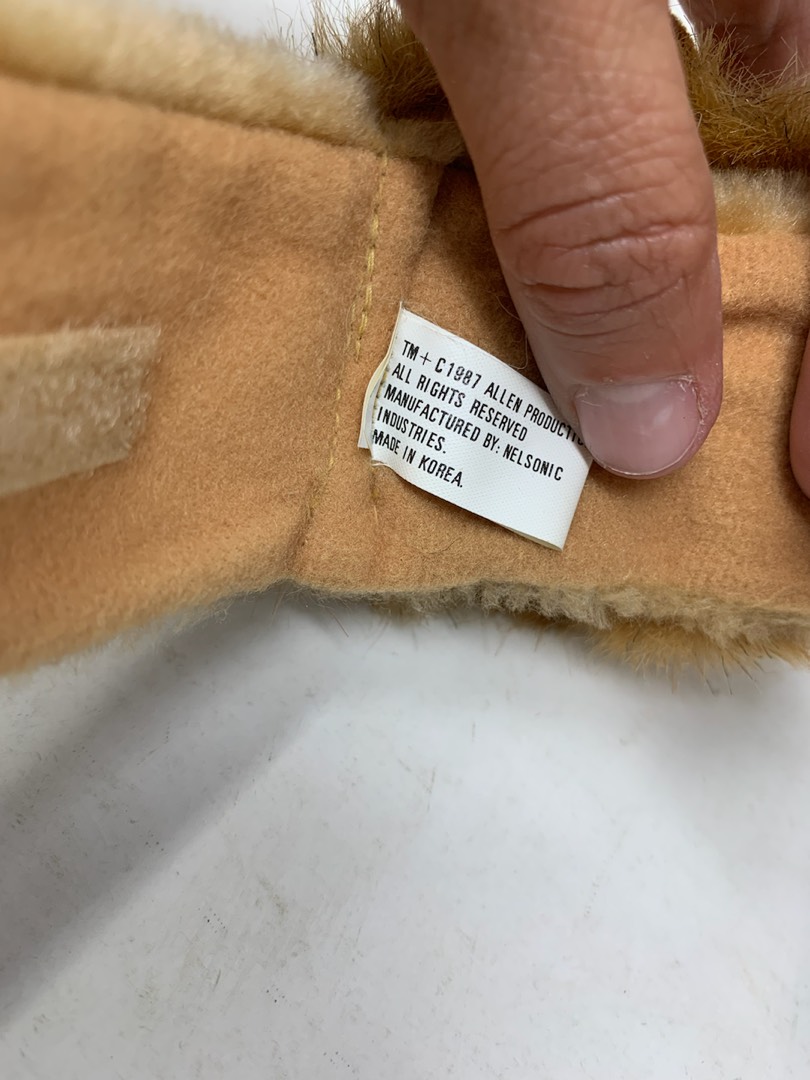 TM+ C1987 ALLEN PRODUCTI
ALL RIGHTS RESERVED
MANUFACTURED BY: NELSONIC
INDUSTRIES.
MADE IN KOREA.